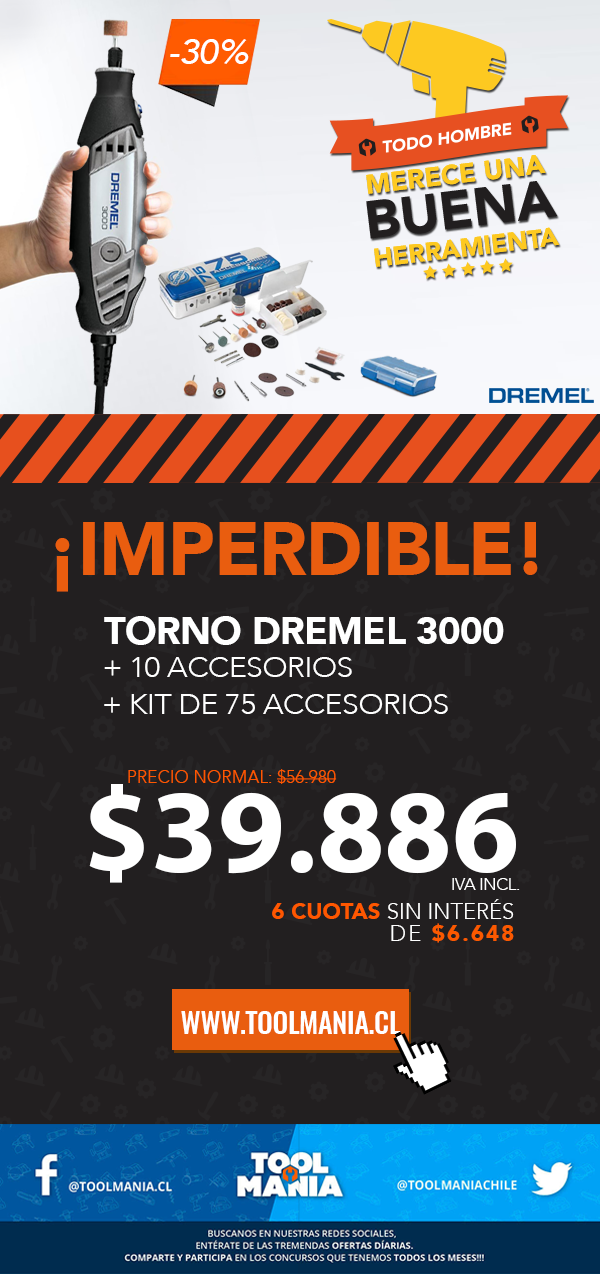 -30%
TODO HOMBRE
MERECE UNA
BUENA
HERRAMIENTA
DREMEL
3000
75
75
DREMEL
DREMEL
¡IMPERDIBLE!
TORNO DREMEL 3000
+ 10 ACCESORIOS
+ KIT DE 75 ACCESORIOS
PRECIO NORMAL: $56.980
$39.886
IVA INCL.
6 CUOTAS SIN INTERÉS
DE $6.648
WWW.TOOLMANIA.CL
@TOOLMANIA.CL
TOOL
MANIA
@TOOLMANIACHILE
BUSCANOS EN NUESTRAS REDES SOCIALES,
ENTÉRATE DE LAS TREMENDAS OFERTAS DÍARIAS.
COMPARTE Y PARTICIPA EN LOS CONCURSOS QUE TENEMOS TODOS LOS MESES!!!